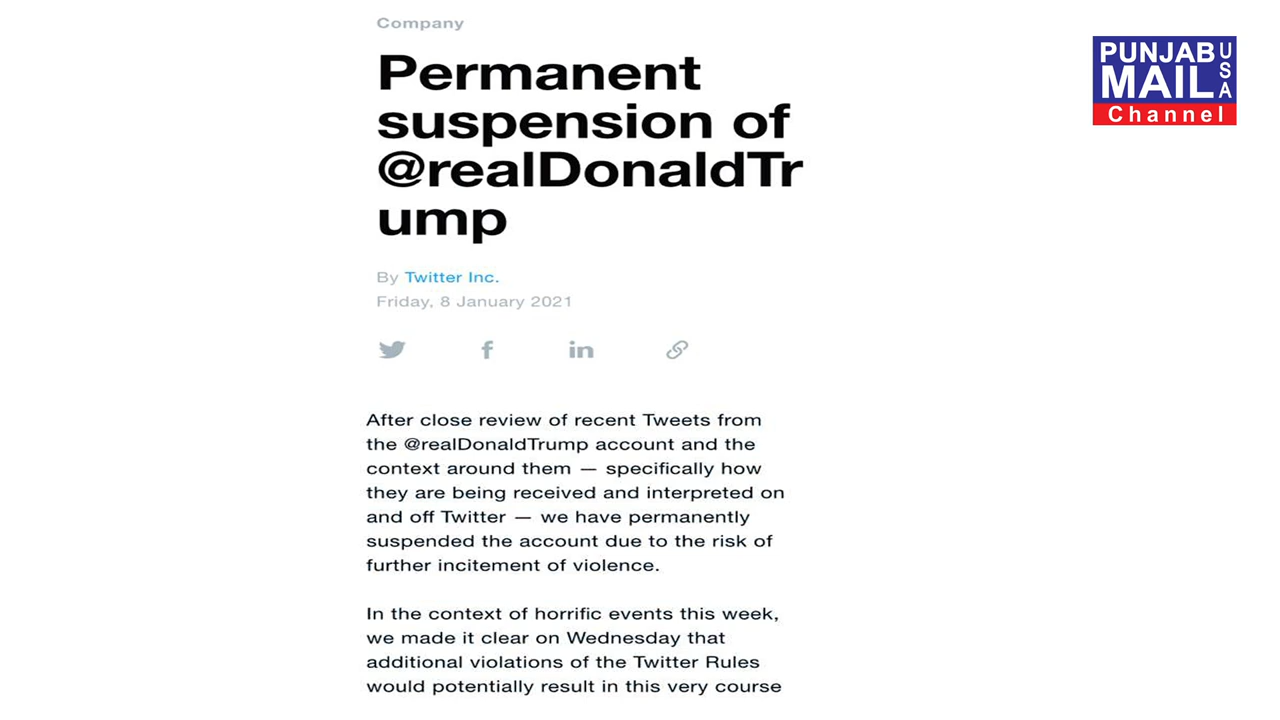 Company
Permanent
suspension of
@realDonaldTr
ump
By Twitter Inc.
Friday, 8 January 2021
After close review of recent Tweets from
the @realDonaldTrump account and the
context around them — specifically how
they are being received and interpreted on
and off Twitter — we have permanently
suspended the account due to the risk of
further incitement of violence.
In the context of horrific events this week,
we made it clear on Wednesday that
additional violations of the Twitter Rules
would potentially result in this very course
PUNJAB USA
MAIL
Channel